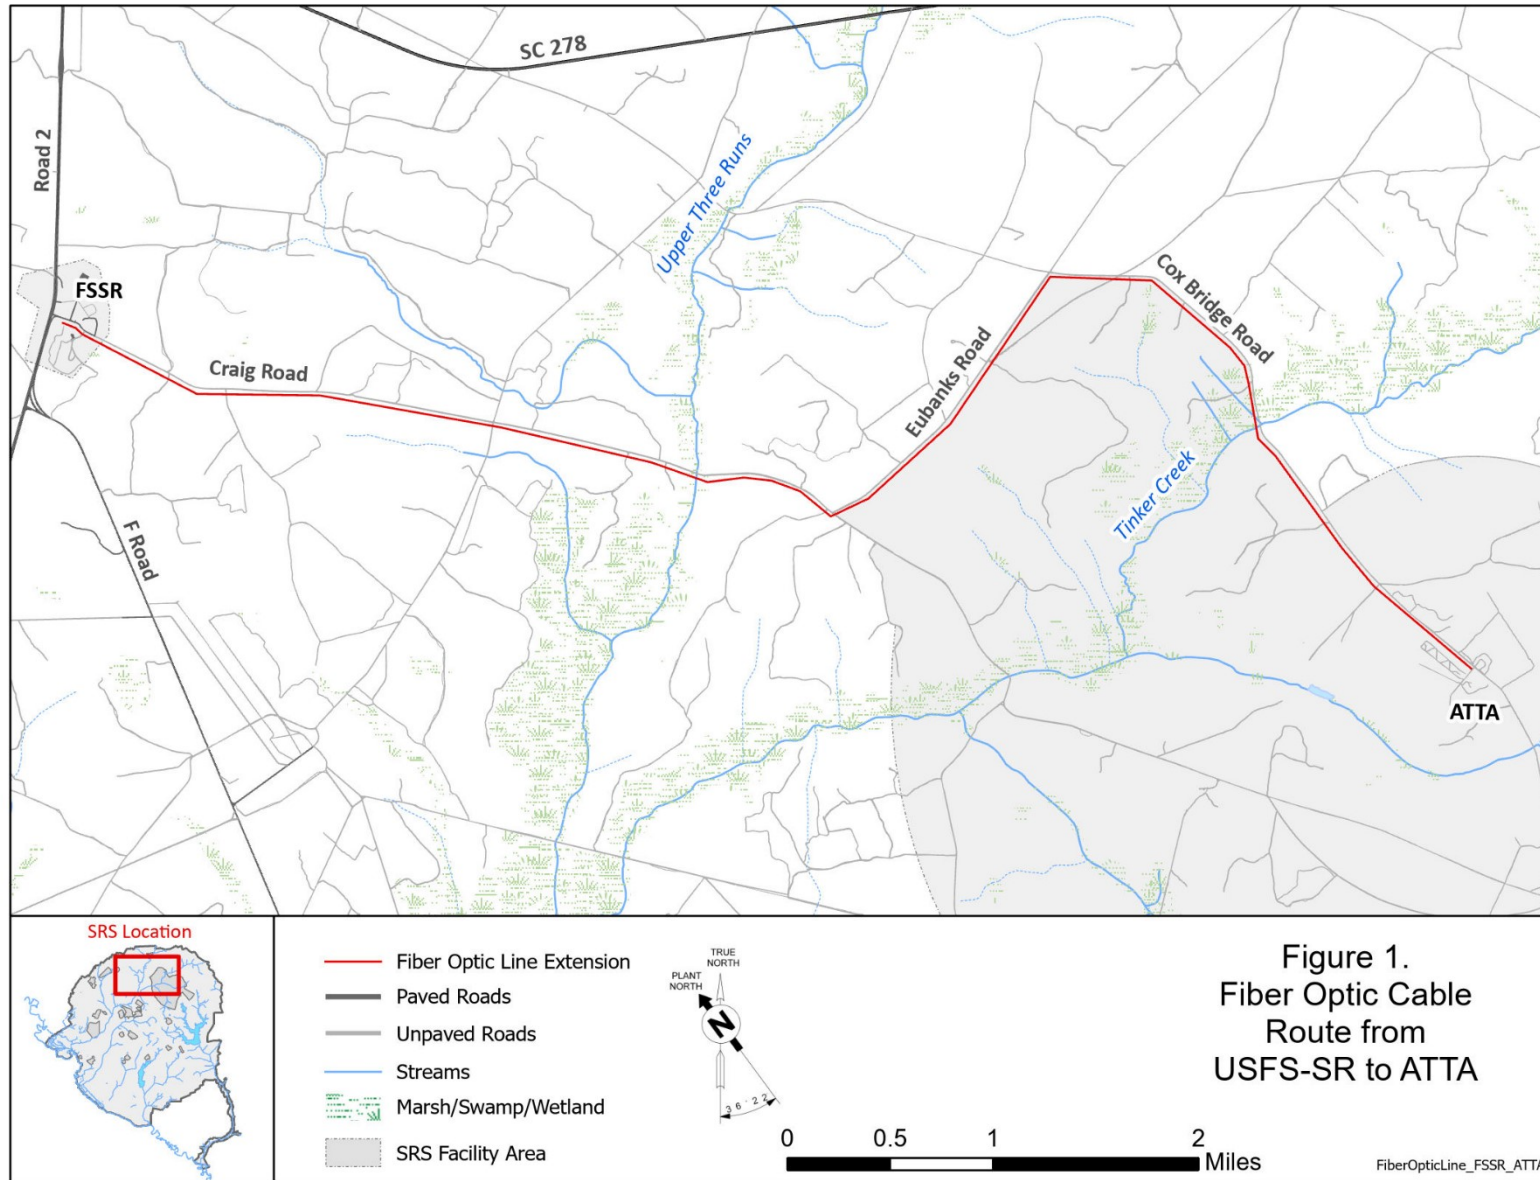 SC 278
Road 2
Upper Three Runs
FSSR
Cox Bridge Road
Craig Road
Eubanks Road
Tinker Creek
F Road
ATTA
SRS Location
Fiber Optic Line Extension
Paved Roads
Unpaved Roads
Streams
Marsh/Swamp/Wetland
SRS Facility Area
TRUE
NORTH
PLANT
NORTH
N
36°22'
0 0.5 1 2 Miles
Figure 1.
Fiber Optic Cable
Route from
USFS-SR to ATTA
FiberOpticLine_FSSR_ATTA